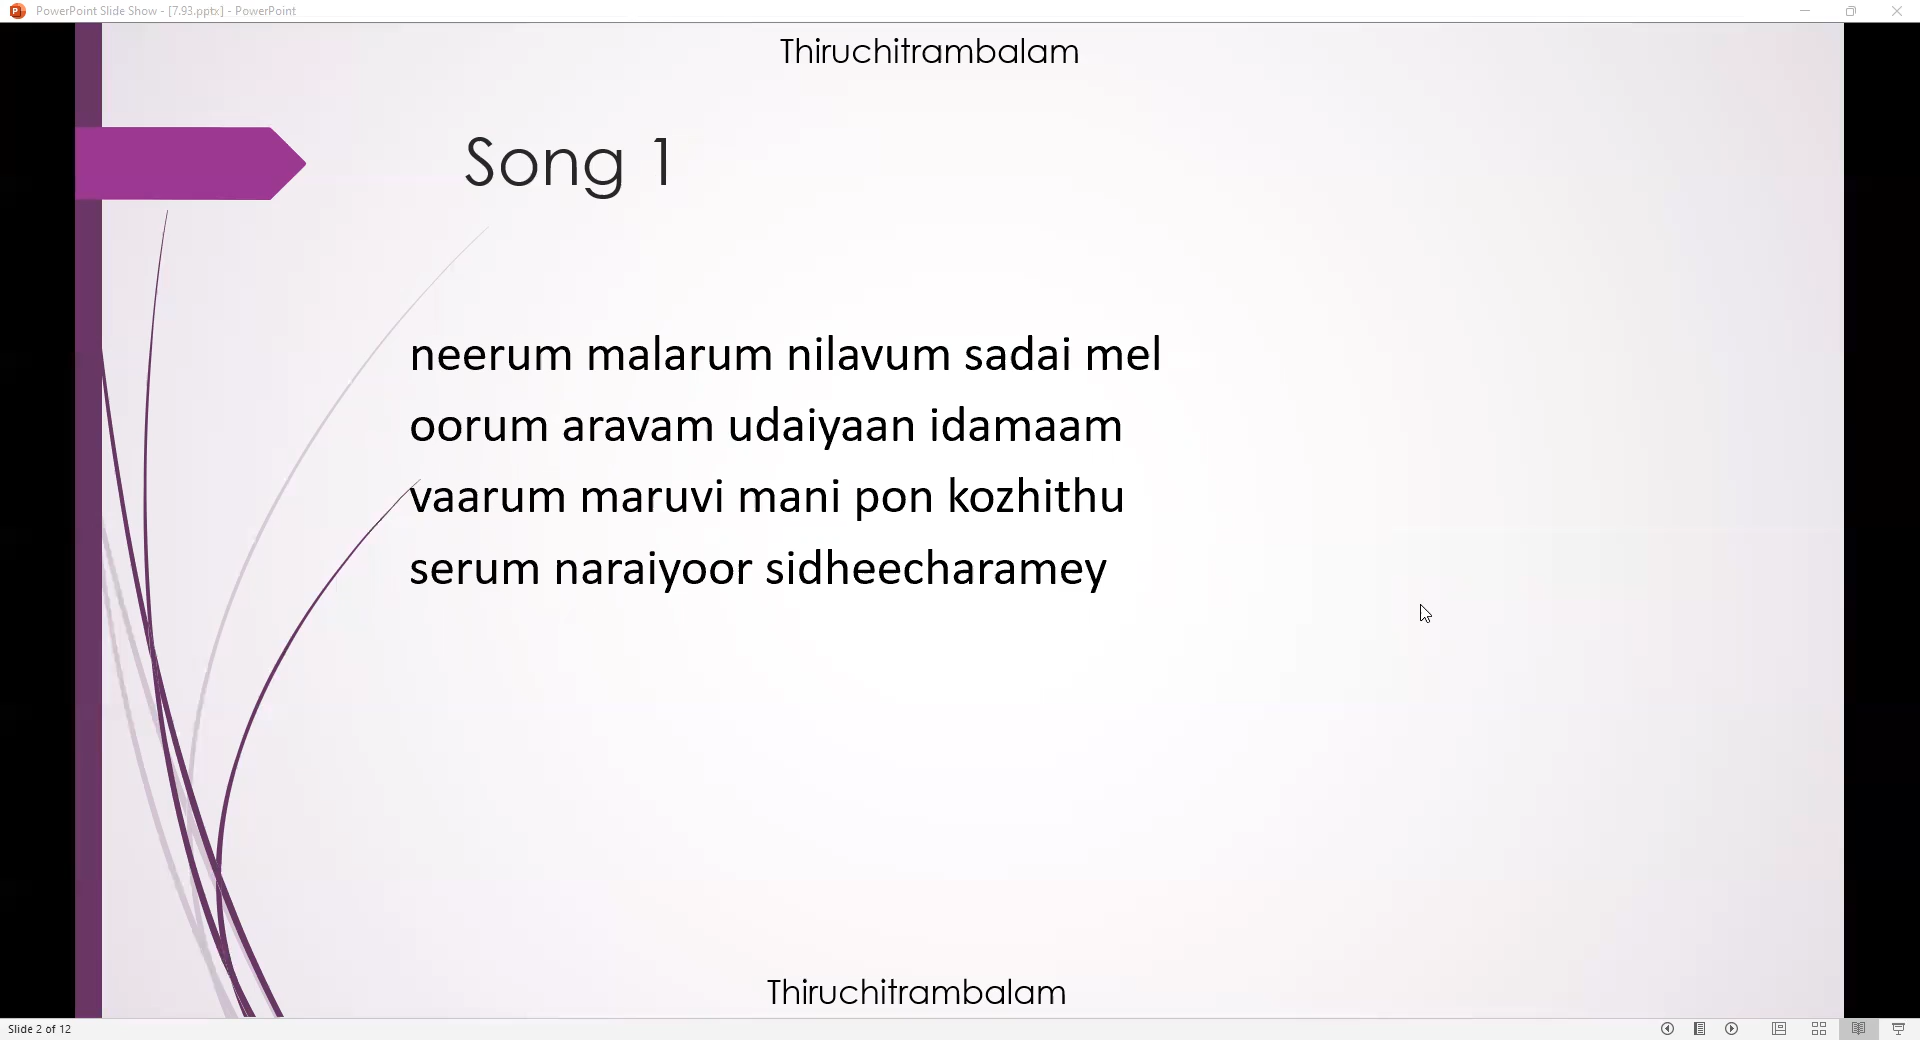 PowerPoint Slide Show - [7.93.pptx] - PowerPoint
Thiruchitrambalam
Song 1
neerum malarum nilavum sadai mel
oorum aravam udaiyaan idamaam
vaarum maruvi mani pon kozhithu
serum naraiyoor sidheecharamey
Thiruchitrambalam
Slide 2 of 12